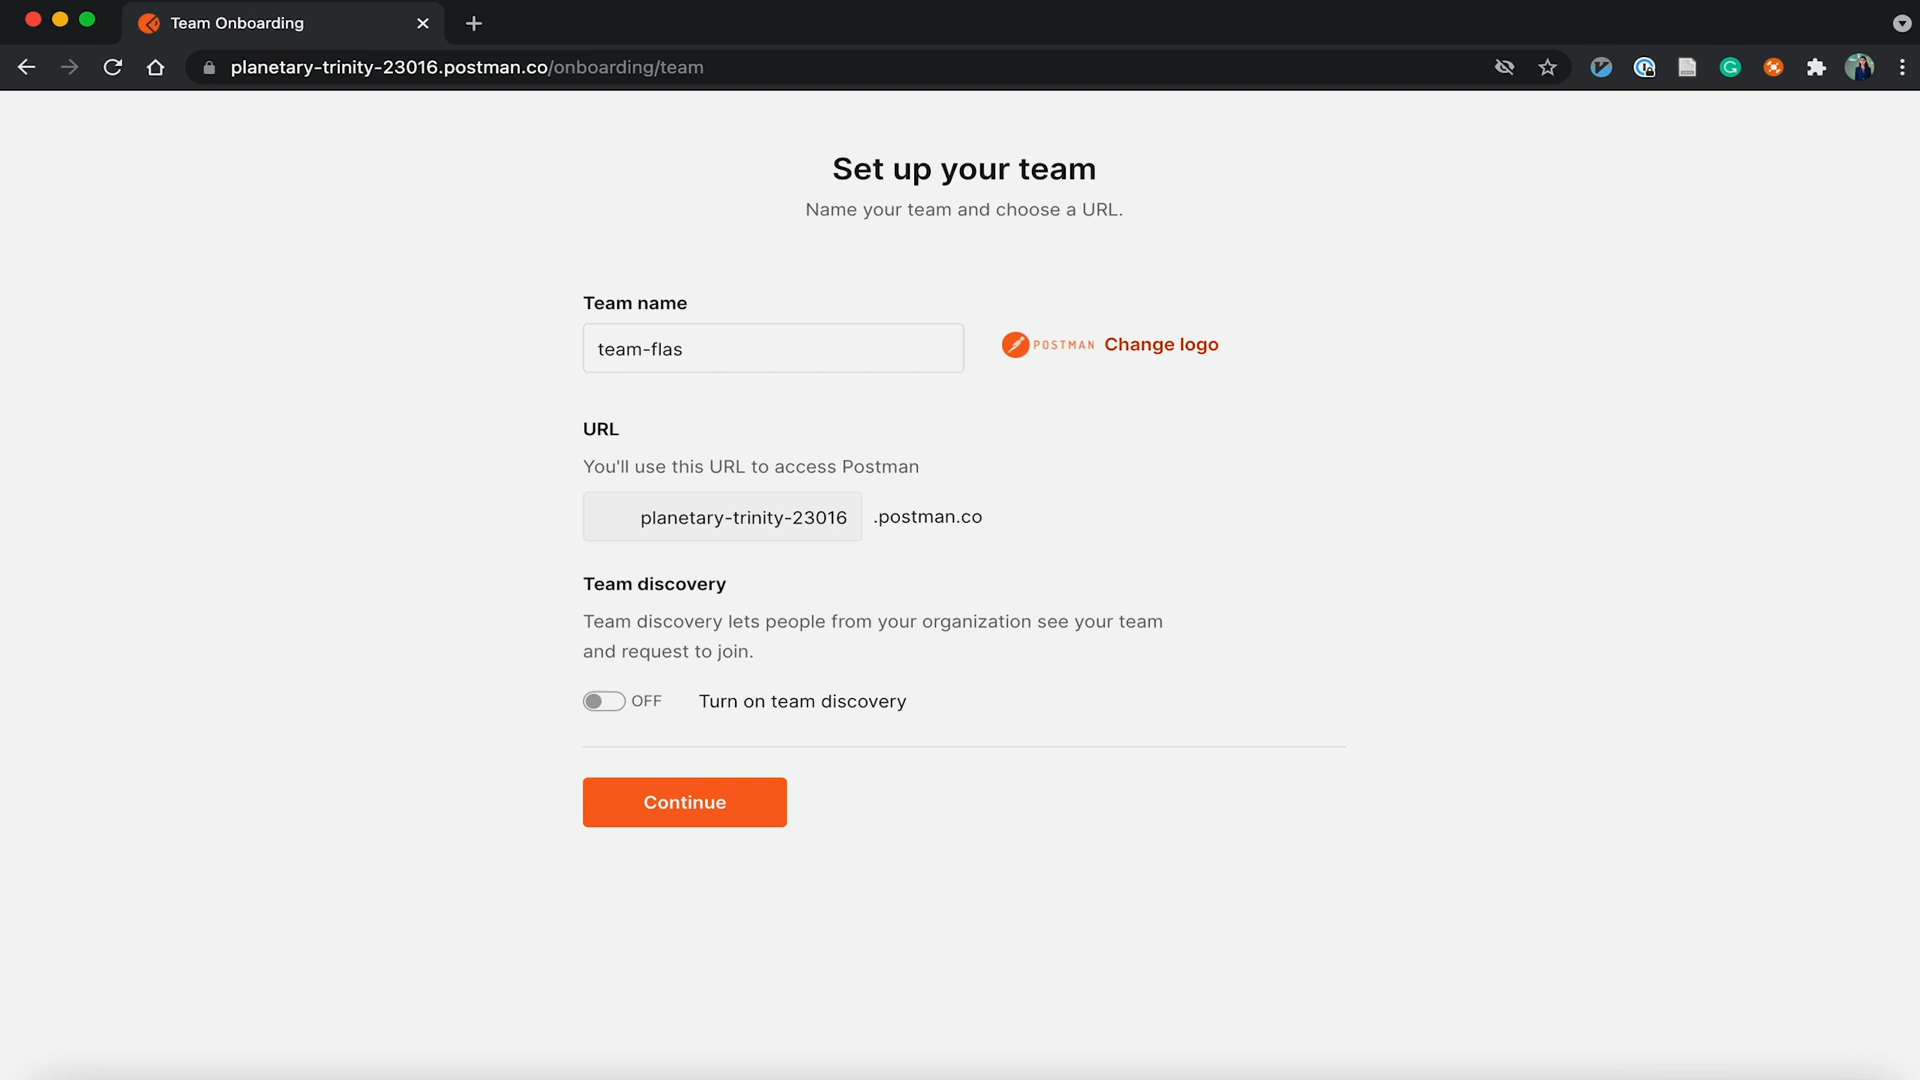 Team Onboarding
planetary-trinity-23016.postman.co/onboarding/team
Set up your team
Name your team and choose a URL.
Team name
team-flas
POSTMAN Change logo
URL
You'll use this URL to access Postman
planetary-trinity-23016 .postman.co
Team discovery
Team discovery lets people from your organization see your team
and request to join.
OFF Turn on team discovery
Continue